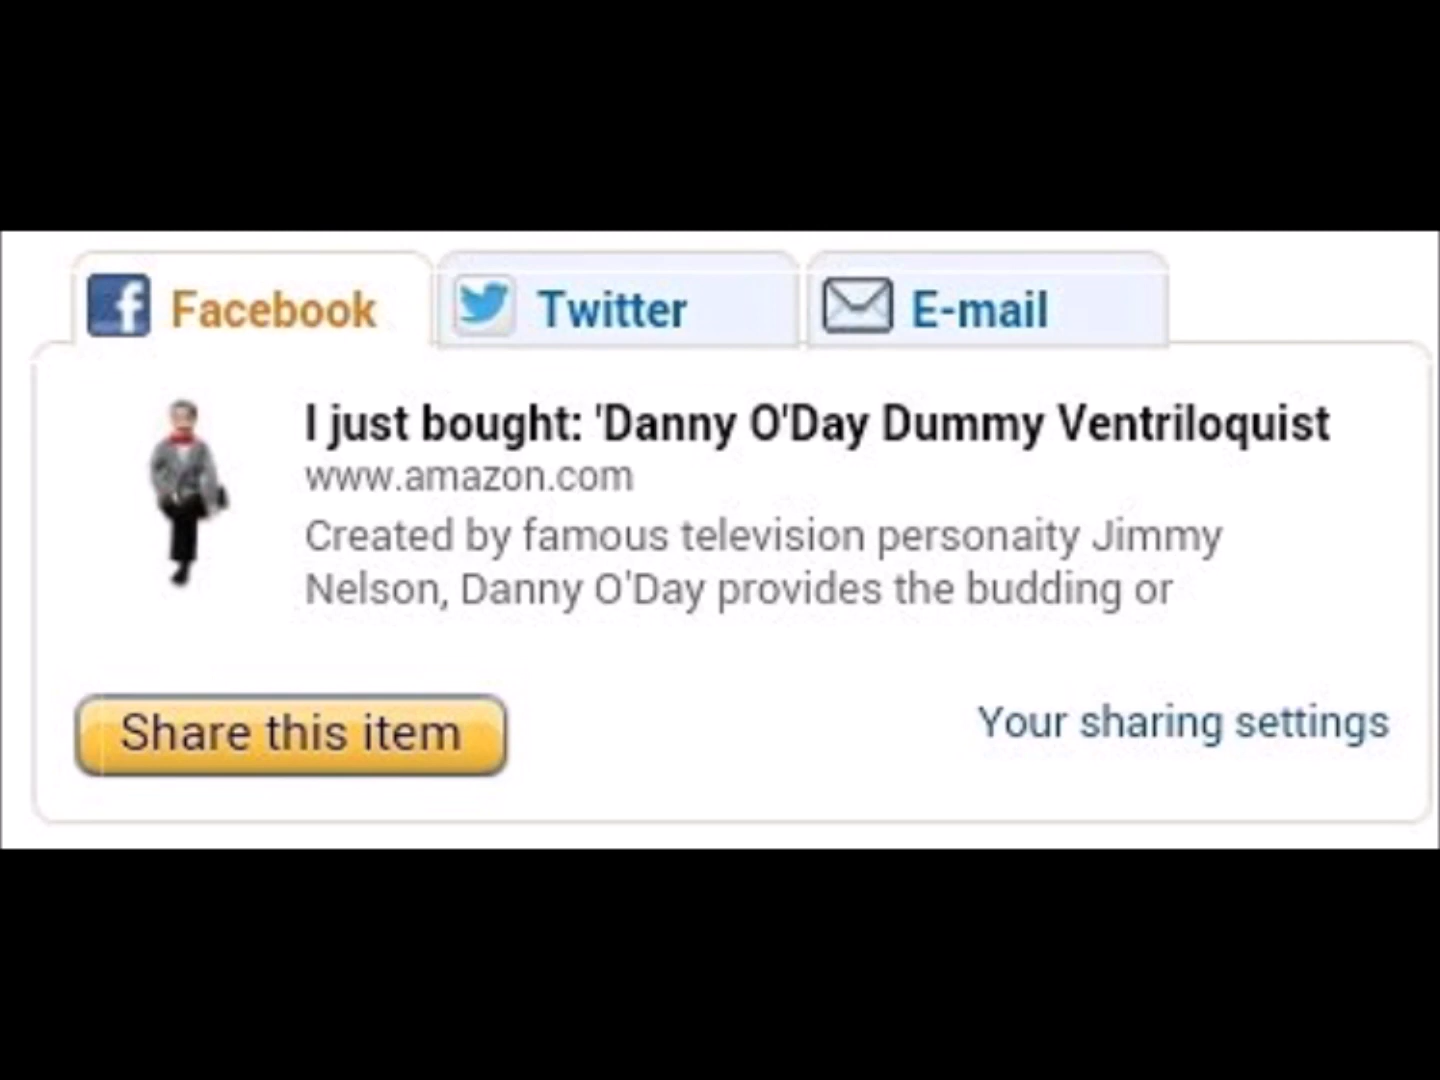 Facebook
Twitter
E-mail
I just bought: 'Danny O'Day Dummy Ventriloquist
www.amazon.com
Created by famous television personaity Jimmy
Nelson, Danny O'Day provides the budding or
Share this item
Your sharing settings